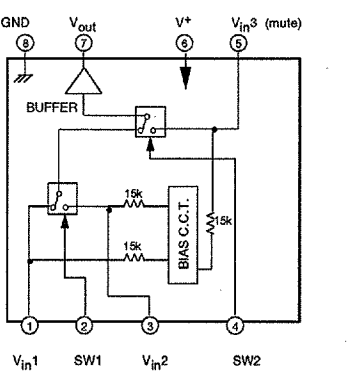 GND Vout V+ Vin3 (mute)
8 7 6 5
BUFFER
15k
15k
15k
BIAS C.C.T.
1 2 3 4
Vin1 SW1 Vin2 SW2